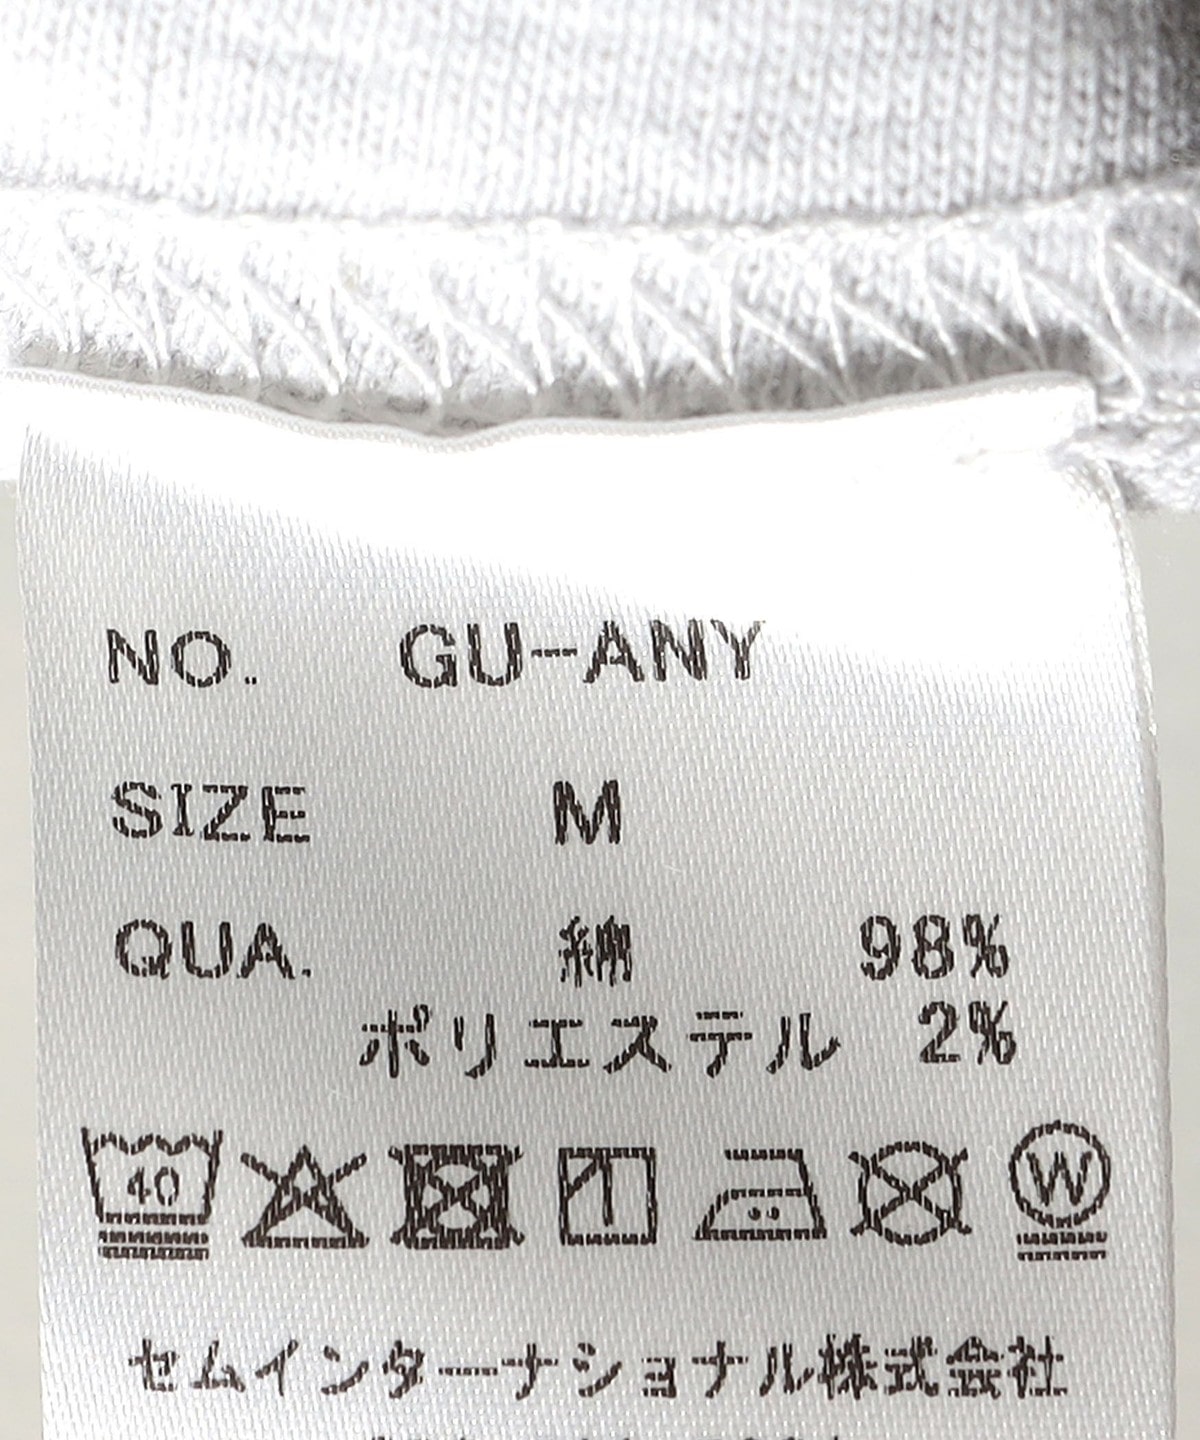 NO. GU-ANY
SIZE M
QUA. 綿 98%
ポリエステル 2%
40 W
セムインターナショナル株式会社